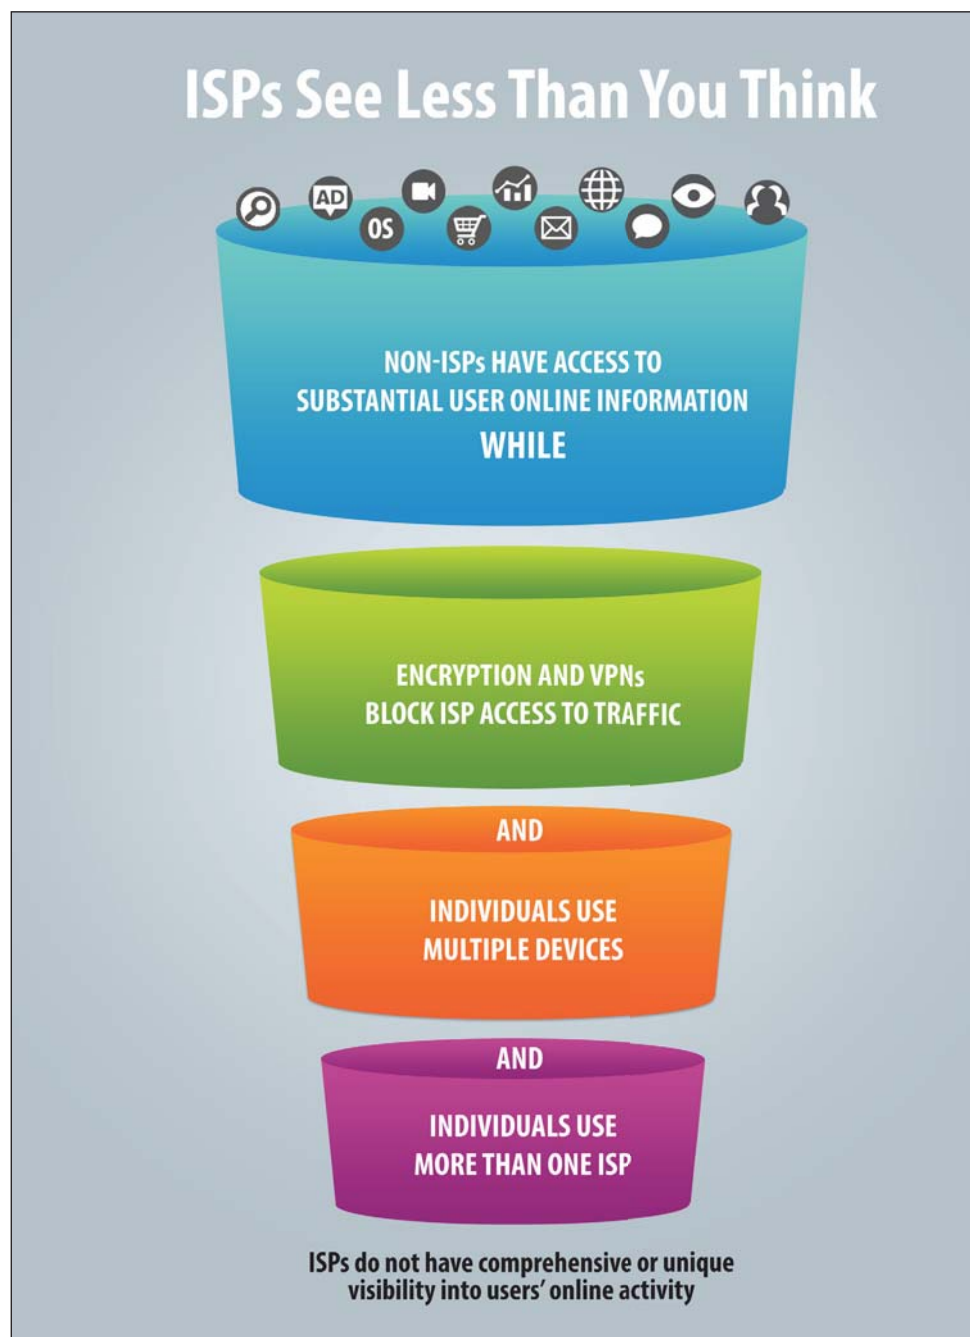 ISPs See Less Than You Think
AD
OS
NON-ISPs HAVE ACCESS TO
SUBSTANTIAL USER ONLINE INFORMATION
WHILE
ENCRYPTION AND VPNs
BLOCK ISP ACCESS TO TRAFFIC
AND
INDIVIDUALS USE
MULTIPLE DEVICES
AND
INDIVIDUALS USE
MORE THAN ONE ISP
ISPs do not have comprehensive or unique
visibility into users’ online activity